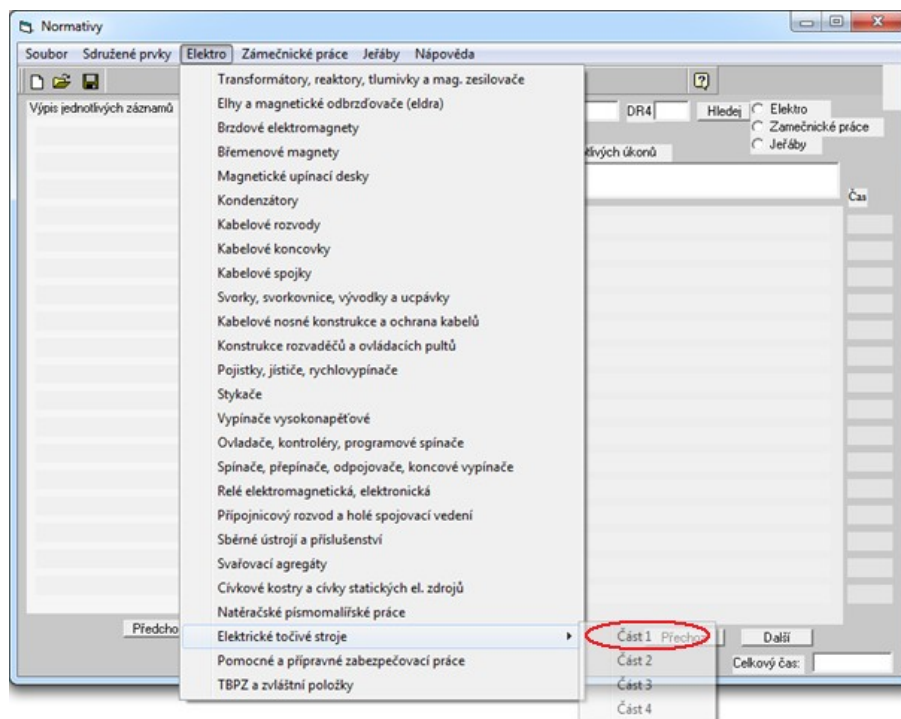 Normativy
Soubor Sdružené prvky Elektro Zámečnické práce Jeřáby Nápověda
Výpis jednotlivých záznamů
DR4 Hledej Elektro
Zamečnické práce
Jeřáby
úkonů
Čas
Transformátory, reaktory, tlumivky a mag. zesilovače
Elhy a magnetické odbrzďovače (eldra)
Brzdové elektromagnety
Břemenové magnety
Magnetické upínací desky
Kondenzátory
Kabelové rozvody
Kabelové koncovky
Kabelové spojky
Svorky, svorkovnice, vývodky a ucpávky
Kabelové nosné konstrukce a ochrana kabelů
Konstrukce rozvaděčů a ovládacích pultů
Pojistky, jističe, rychlovypínače
Stykače
Vypínače vysokonapěťové
Ovladače, kontroléry, programové spínače
Spínače, přepínače, odpojovače, koncové vypínače
Relé elektromagnetická, elektronická
Připojnicový rozvod a holé spojovací vedení
Sběrné ústrojí a příslušenství
Svařovací agregáty
Cívkové kostry a cívky statických el. zdrojů
Natěračské písmomalířské práce
Elektrické točivé stroje
Pomocné a přípravné zabezpečovací práce
TBPZ a zvláštní položky
Část 1
Část 2
Část 3
Část 4
Předcho
Přechoz
Další
Celkový čas: